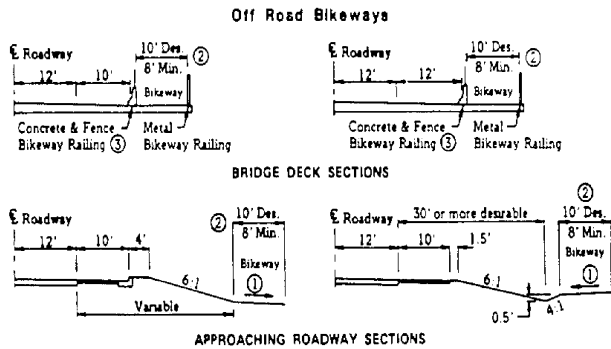 Off Road Bikeways
℄ Roadway
10' Des. ②
8' Min.
12' 10' Bikeway
Concrete & Fence
Bikeway Railing ③
Metal
Bikeway Railing
℄ Roadway
10' Des. ②
8' Min.
12' 12' Bikeway
Concrete & Fence
Bikeway Railing ③
Metal
Bikeway Railing
BRIDGE DECK SECTIONS
℄ Roadway
② 10' Des.
8' Min.
12' 10' 4'
Bikeway
①
6:1
Variable
②
℄ Roadway
30' or more desirable
10' Des.
8' Min.
12' 10' 1.5'
Bikeway
①
6:1
0.5'
4:1
APPROACHING ROADWAY SECTIONS